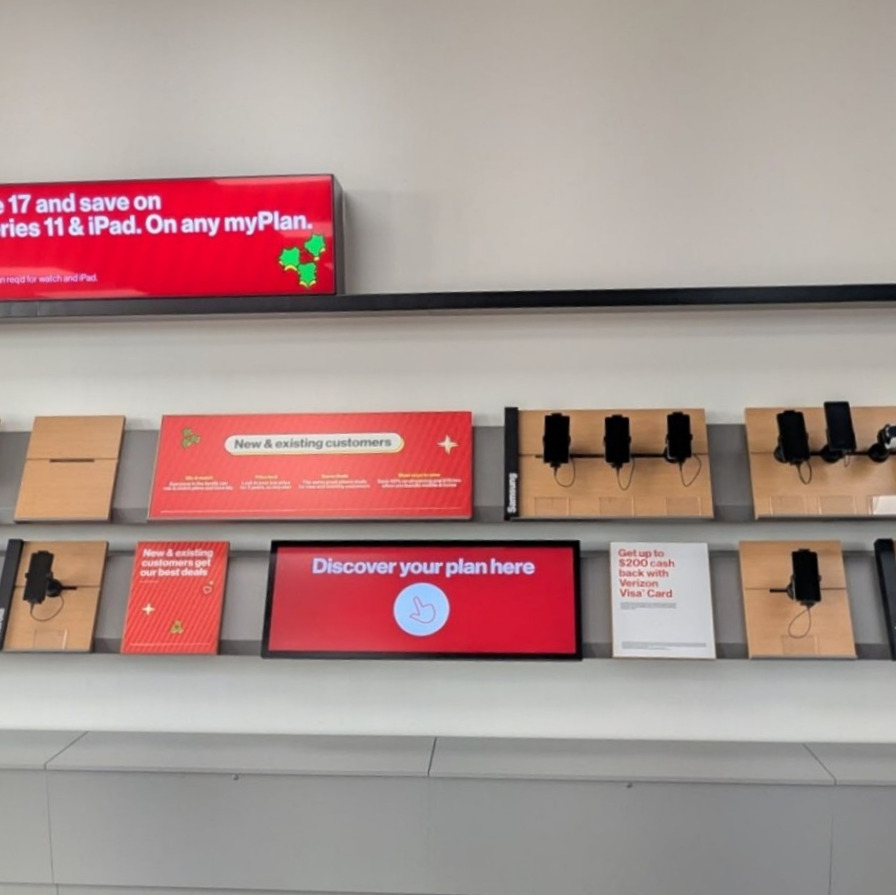 e 17 and save on
ries 11 & iPad. On any myPlan.
n req'd for watch and iPad.
New & existing customers
Samsung
New & existing
customers get
our best deals
Discover your plan here
Get up to
$200 cash
back with
Verizon
Visa® Card